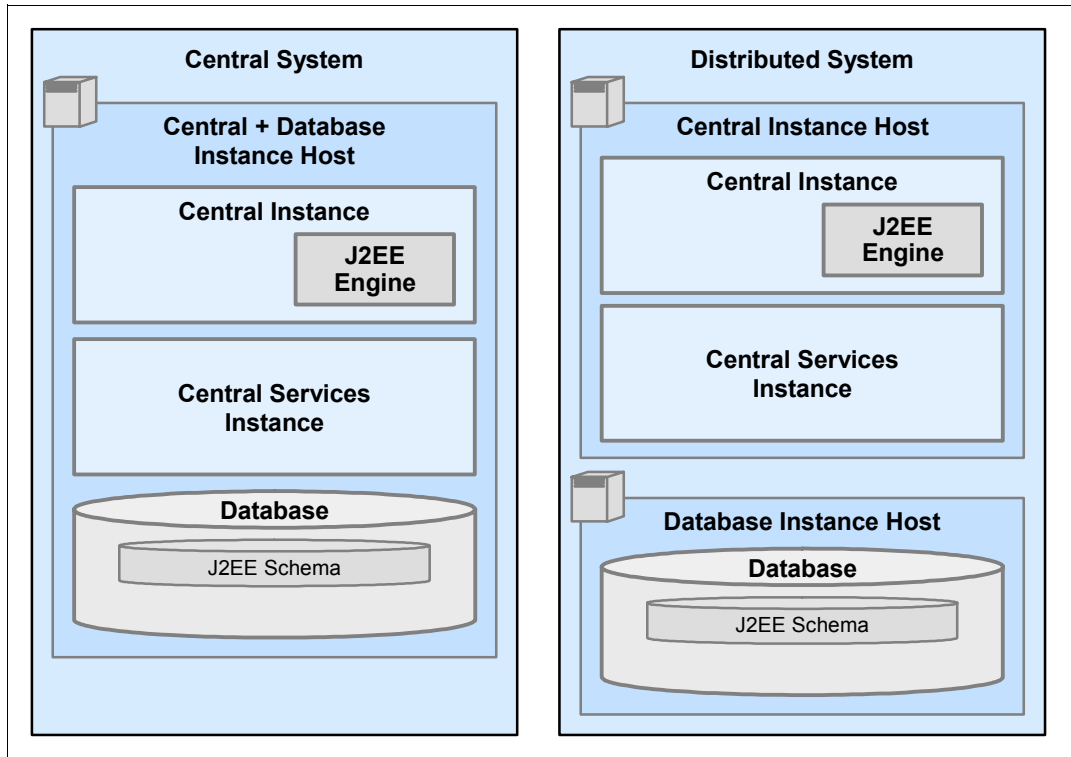 Central System
Central + Database
Instance Host
Central Instance
J2EE
Engine
Central Services
Instance
Database
J2EE Schema
Distributed System
Central Instance Host
Central Instance
J2EE
Engine
Central Services
Instance
Database Instance Host
Database
J2EE Schema